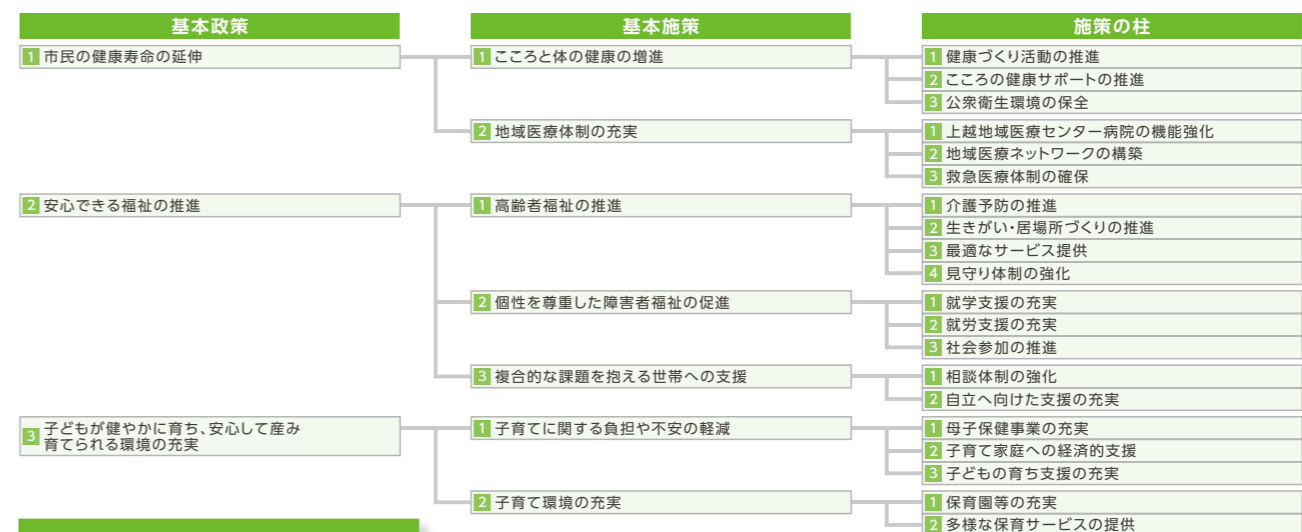 基本政策
基本施策
施策の柱
1 市民の健康寿命の延伸
1 こころと体の健康の増進
1 健康づくり活動の推進
2 こころの健康サポートの推進
3 公衆衛生環境の保全
2 地域医療体制の充実
1 上越地域医療センター病院の機能強化
2 地域医療ネットワークの構築
3 救急医療体制の確保
2 安心できる福祉の推進
1 高齢者福祉の推進
1 介護予防の推進
2 生きがい・居場所づくりの推進
3 最適なサービス提供
4 見守り体制の強化
2 個性を尊重した障害者福祉の促進
1 就学支援の充実
2 就労支援の充実
3 社会参加の推進
3 複合的な課題を抱える世帯への支援
1 相談体制の強化
2 自立へ向けた支援の充実
3 子どもが健やかに育ち、安心して産み
育てられる環境の充実
1 子育てに関する負担や不安の軽減
1 母子保健事業の充実
2 子育て家庭への経済的支援
3 子どもの育ち支援の充実
2 子育て環境の充実
1 保育園等の充実
2 多様な保育サービスの提供